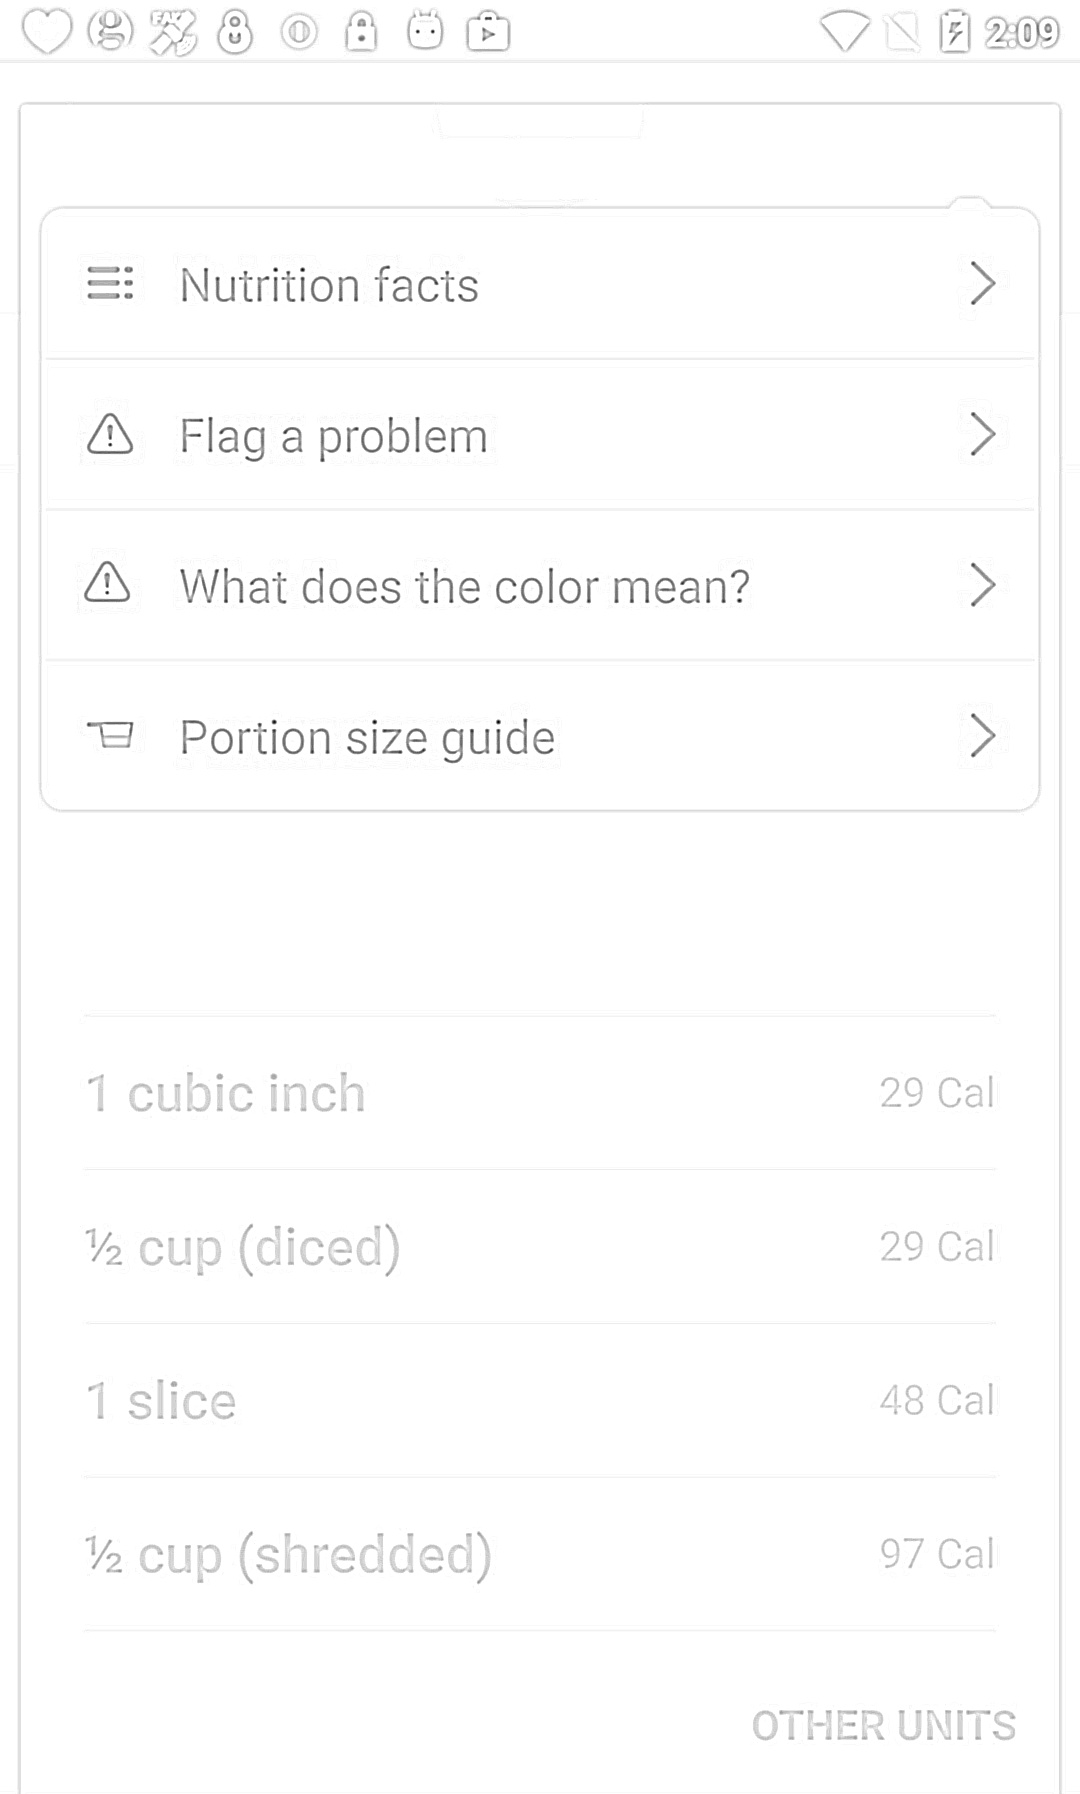 2:09
Nutrition facts
Flag a problem
What does the color mean?
Portion size guide
1 cubic inch 29 Cal
½ cup (diced) 29 Cal
1 slice 48 Cal
½ cup (shredded) 97 Cal
OTHER UNITS